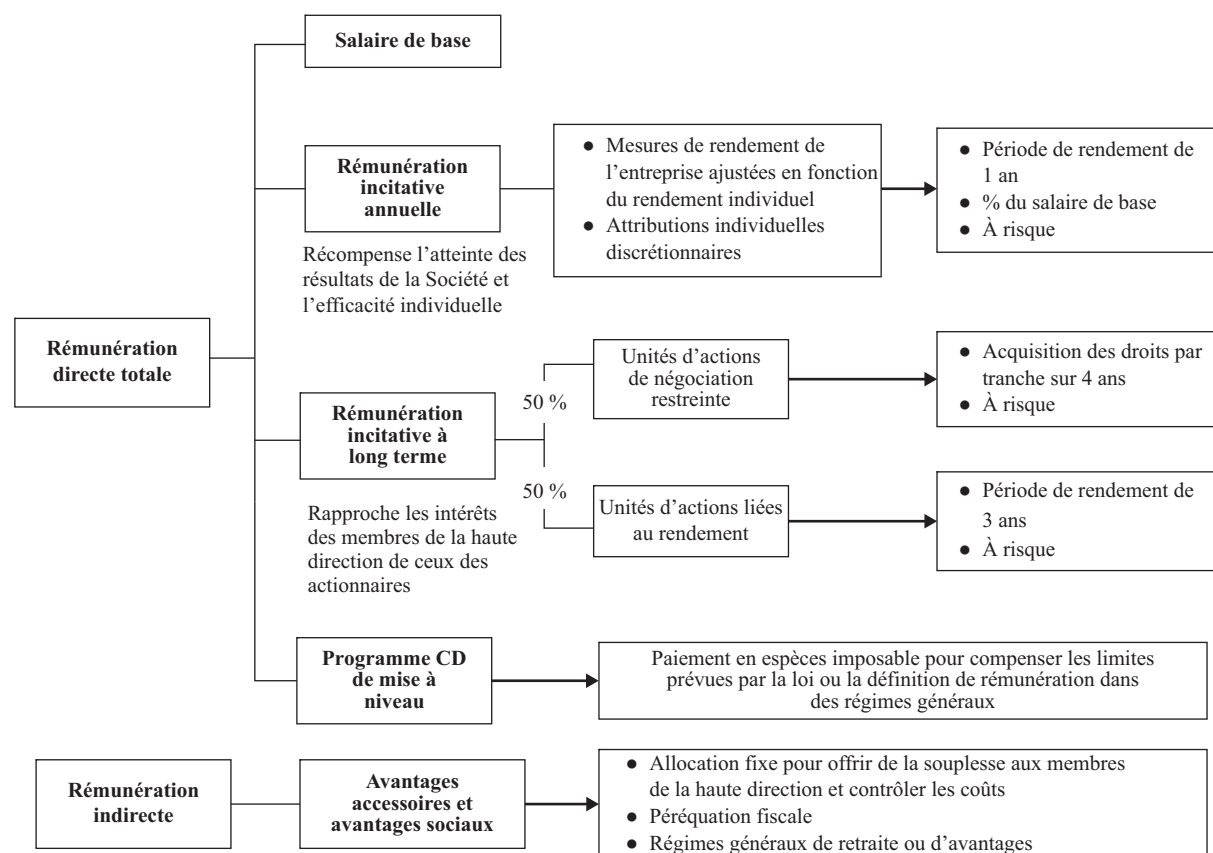 Salaire de base
Rémunération
incitative
annuelle
Récompense l’atteinte des
résultats de la Société et
l’efficacité individuelle
● Mesures de rendement de
l’entreprise ajustées en fonction
du rendement individuel
● Attributions individuelles
discrétionnaires
● Période de rendement de
1 an
● % du salaire de base
● À risque
Rémunération
directe totale
Rémunération
incitative à
long terme
Rapproche les intérêts
des membres de la haute
direction de ceux des
actionnaires
50 %
Unités d’actions
de négociation
restreinte
● Acquisition des droits par
tranche sur 4 ans
● À risque
50 %
Unités d’actions liées
au rendement
● Période de rendement de
3 ans
● À risque
Programme CD
de mise à
niveau
Paiement en espèces imposable pour compenser les limites
prévues par la loi ou la définition de rémunération dans
des régimes généraux
Rémunération
indirecte
Avantages
accessoires et
avantages sociaux
● Allocation fixe pour offrir de la souplesse aux membres
de la haute direction et contrôler les coûts
● Péréquation fiscale
● Régimes généraux de retraite ou d’avantages